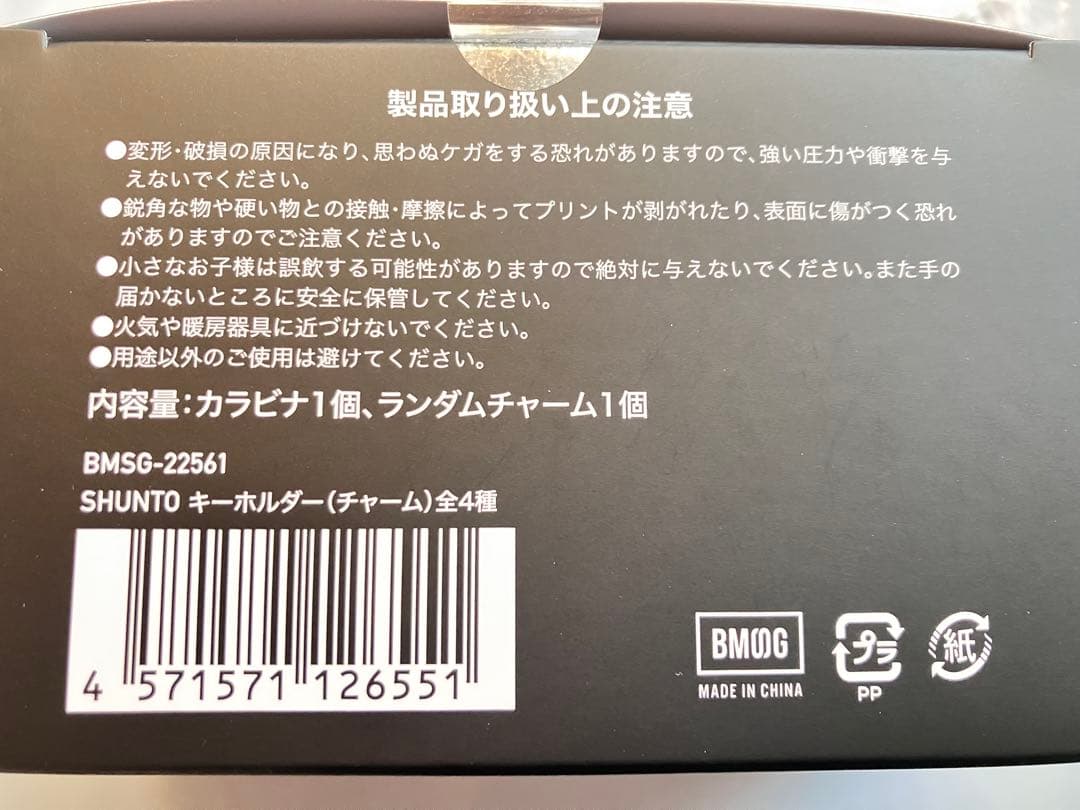 製品取り扱い上の注意
●変形・破損の原因になり、思わぬケガをする恐れがありますので、強い圧力や衝撃を与
えないでください。
●鋭角な物や硬い物との接触・摩擦によってプリントが剥がれたり、表面に傷がつく恐れ
がありますのでご注意ください。
●小さなお子様は誤飲する可能性がありますので絶対に与えないでください。また手の
届かないところに安全に保管してください。
●火気や暖房器具に近づけないでください。
●用途以外のご使用は避けてください。
内容量：カラビナ1個、ランダムチャーム1個
BMSG-22561
SHUNTO キーホルダー（チャーム）全4種
4 571571 126551
BMSG
MADE IN CHINA
プラ
PP
紙